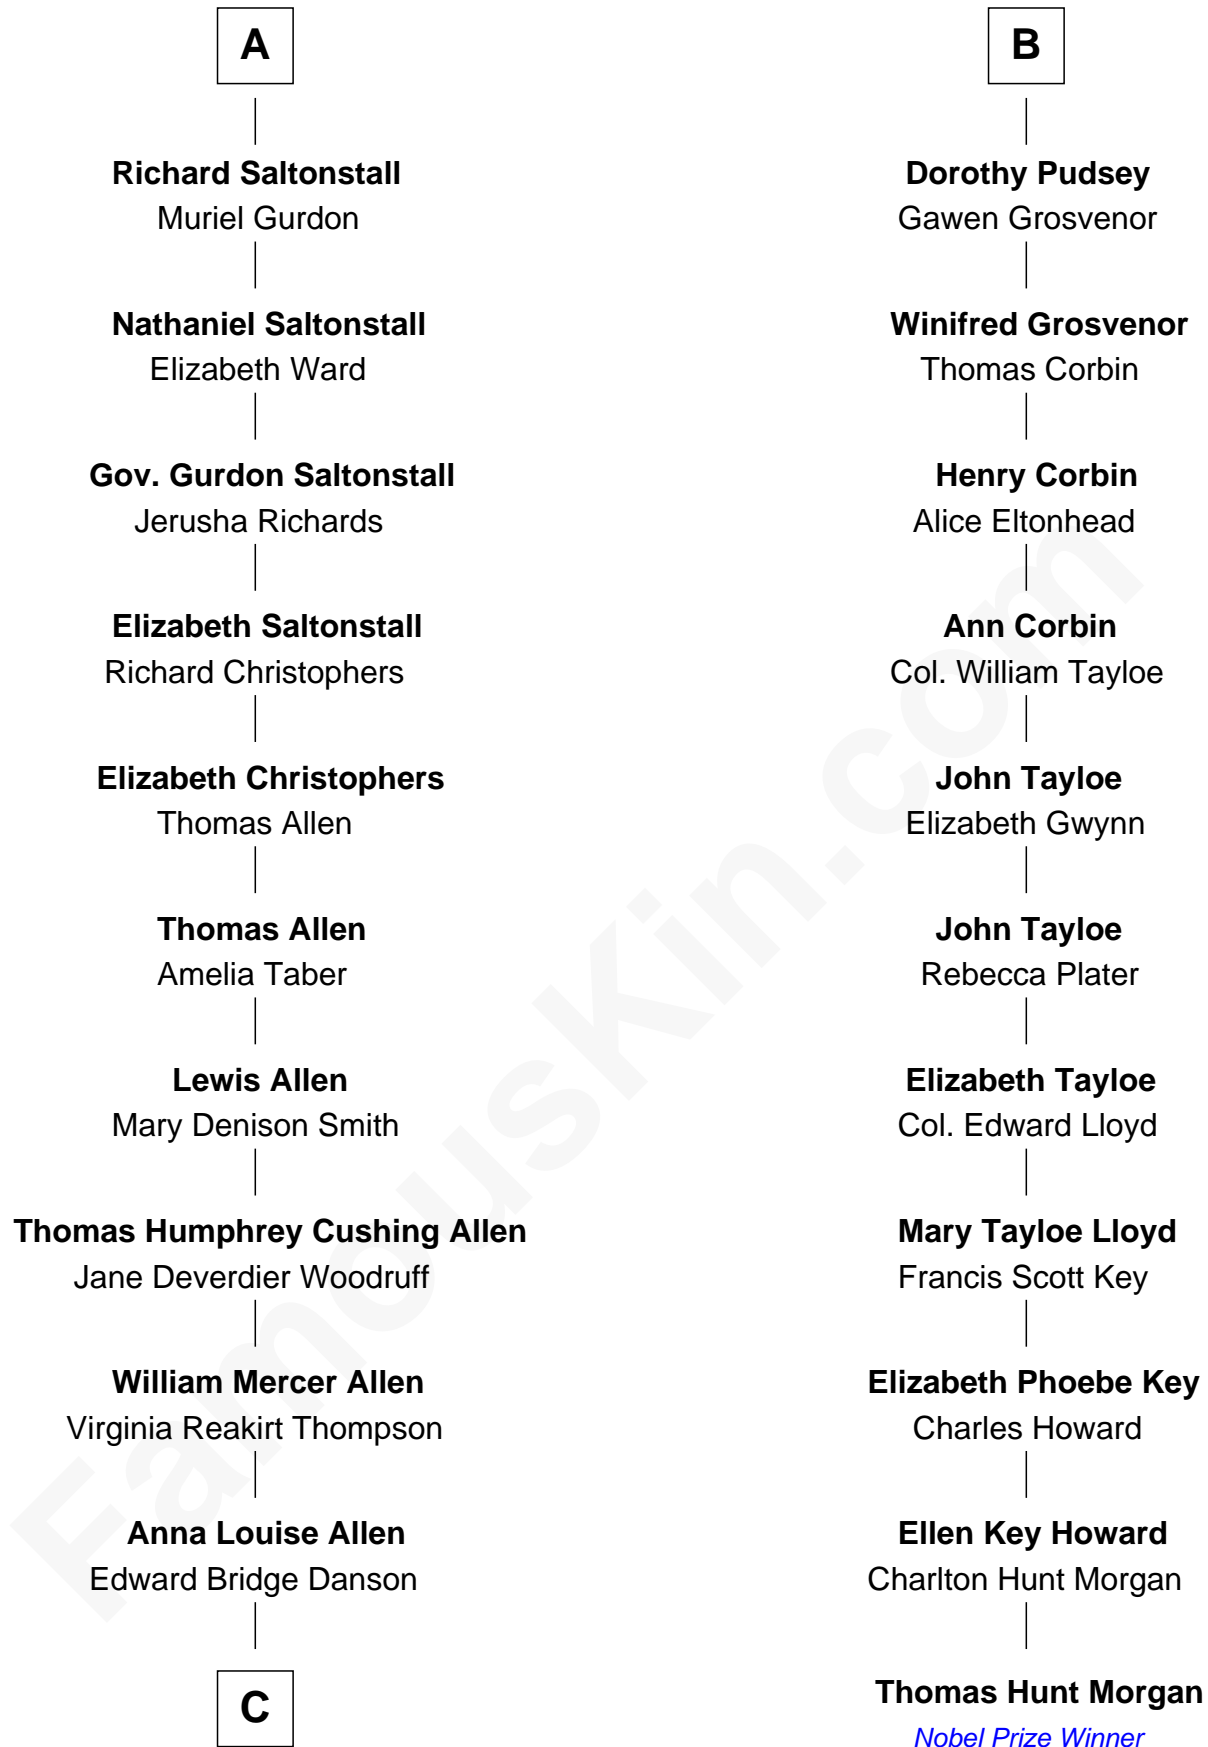 A
Richard Saltonstall
Muriel Gurdon
Nathaniel Saltonstall
Elizabeth Ward
Gov. Gurdon Saltonstall
Jerusha Richards
Elizabeth Saltonstall
Richard Christophers
Elizabeth Christophers
Thomas Allen
Thomas Allen
Amelia Taber
Lewis Allen
Mary Denison Smith
Thomas Humphrey Cushing Allen
Jane Deverdier Woodruff
William Mercer Allen
Virginia Reakirt Thompson
Anna Louise Allen
Edward Bridge Danson
C
B
Dorothy Pudsey
Gawen Grosvenor
Winifred Grosvenor
Thomas Corbin
Henry Corbin
Alice Eltonhead
Ann Corbin
Col. William Tayloe
John Tayloe
Elizabeth Gwynn
John Tayloe
Rebecca Plater
Elizabeth Tayloe
Col. Edward Lloyd
Mary Tayloe Lloyd
Francis Scott Key
Elizabeth Phoebe Key
Charles Howard
Ellen Key Howard
Charlton Hunt Morgan
Thomas Hunt Morgan
Nobel Prize Winner
FamousKin.com